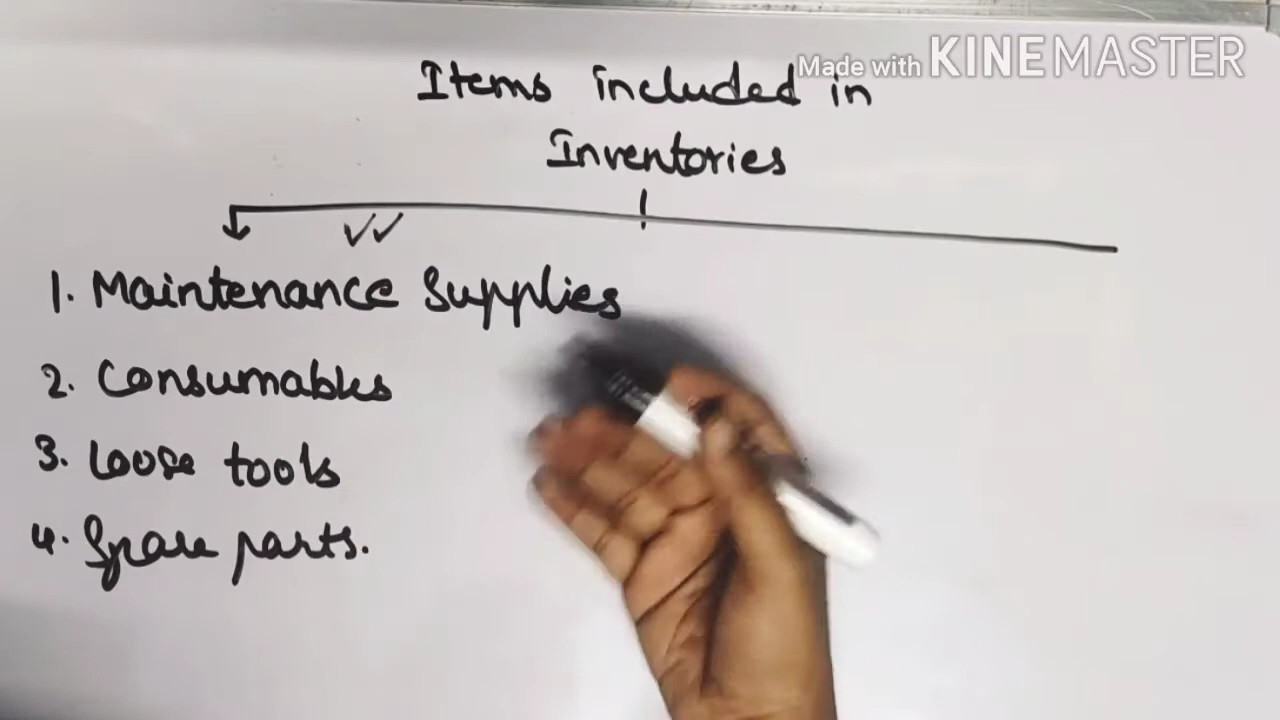 Made with KINEMASTER
Items included in
Inventories
1. Maintenance Supplies
2. Consumables
3. Loose tools
4. Spare parts.